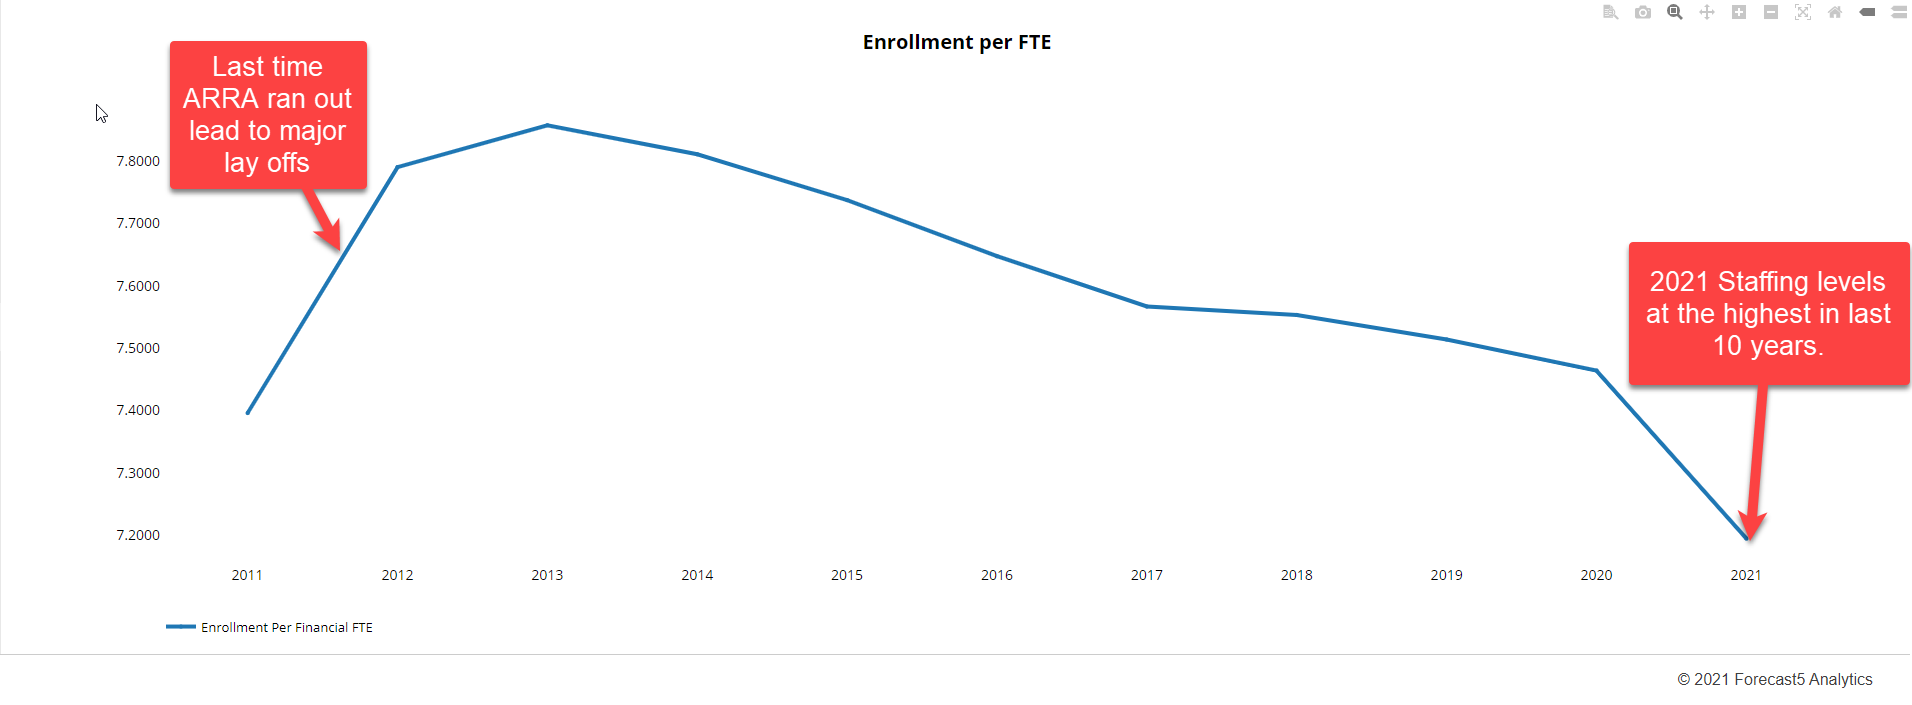 Enrollment per FTE
Last time
ARRA ran out
lead to major
lay offs
7.8000
7.7000
7.6000
7.5000
7.4000
7.3000
7.2000
2021 Staffing levels
at the highest in last
10 years.
2011 2012 2013 2014 2015 2016 2017 2018 2019 2020 2021
Enrollment Per Financial FTE
© 2021 Forecast5 Analytics